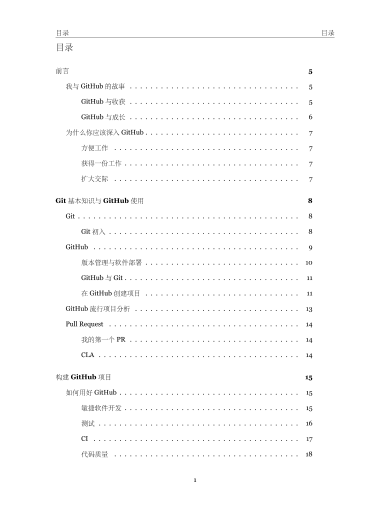 目录 目录
目录
前言 5
我与 GitHub 的故事 . . . . . . . . . . . . . . . . . . . . . . . . . . . . . . . . . 5
GitHub 与收获 . . . . . . . . . . . . . . . . . . . . . . . . . . . . . . 5
GitHub 与成长 . . . . . . . . . . . . . . . . . . . . . . . . . . . . . . 6
为什么你应该深入 GitHub . . . . . . . . . . . . . . . . . . . . . . . . . . . . . . 7
方便工作 . . . . . . . . . . . . . . . . . . . . . . . . . . . . . . . . . 7
获得一份工作 . . . . . . . . . . . . . . . . . . . . . . . . . . . . . . . 7
扩大交际 . . . . . . . . . . . . . . . . . . . . . . . . . . . . . . . . . 7
Git 基本知识与 GitHub 使用 8
Git . . . . . . . . . . . . . . . . . . . . . . . . . . . . . . . . . . . . . . . . . . 8
Git 初入 . . . . . . . . . . . . . . . . . . . . . . . . . . . . . . . . . . 8
GitHub . . . . . . . . . . . . . . . . . . . . . . . . . . . . . . . . . . . . . . . 9
版本管理与软件部署 . . . . . . . . . . . . . . . . . . . . . . . . . . . . 10
GitHub 与 Git . . . . . . . . . . . . . . . . . . . . . . . . . . . . . . . 11
在 GitHub 创建项目 . . . . . . . . . . . . . . . . . . . . . . . . . . . . 11
GitHub 流行项目分析 . . . . . . . . . . . . . . . . . . . . . . . . . . . . . . . . 13
Pull Request . . . . . . . . . . . . . . . . . . . . . . . . . . . . . . . . . . . . 14
我的第一个 PR . . . . . . . . . . . . . . . . . . . . . . . . . . . . . . . 14
CLA . . . . . . . . . . . . . . . . . . . . . . . . . . . . . . . . . . . . 14
构建 GitHub 项目 15
如何用好 GitHub . . . . . . . . . . . . . . . . . . . . . . . . . . . . . . . . . . 15
敏捷软件开发 . . . . . . . . . . . . . . . . . . . . . . . . . . . . . . . 15
测试 . . . . . . . . . . . . . . . . . . . . . . . . . . . . . . . . . . . . 16
CI . . . . . . . . . . . . . . . . . . . . . . . . . . . . . . . . . . . . . 17
代码质量 . . . . . . . . . . . . . . . . . . . . . . . . . . . . . . . . . 18
1